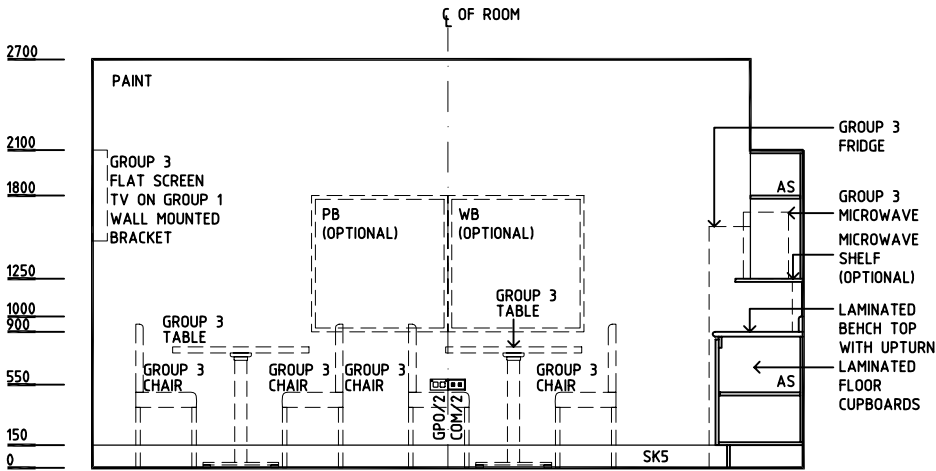 ℄ OF ROOM
2700
PAINT
2100
GROUP 3
FLAT SCREEN
TV ON GROUP 1
WALL MOUNTED
BRACKET
GROUP 3
FRIDGE
1800
AS
PB
(OPTIONAL)
WB
(OPTIONAL)
GROUP 3
MICROWAVE
MICROWAVE
SHELF
(OPTIONAL)
1250
1000
900
GROUP 3
TABLE
GROUP 3
TABLE
LAMINATED
BEHCH TOP
WITH UPTURN
LAMINATED
FLOOR
CUPBOARDS
550
GROUP 3
CHAIR
GROUP 3
CHAIR
GROUP 3
CHAIR
GROUP 3
CHAIR
AS
GPO/2
COM/2
150
SK5
0